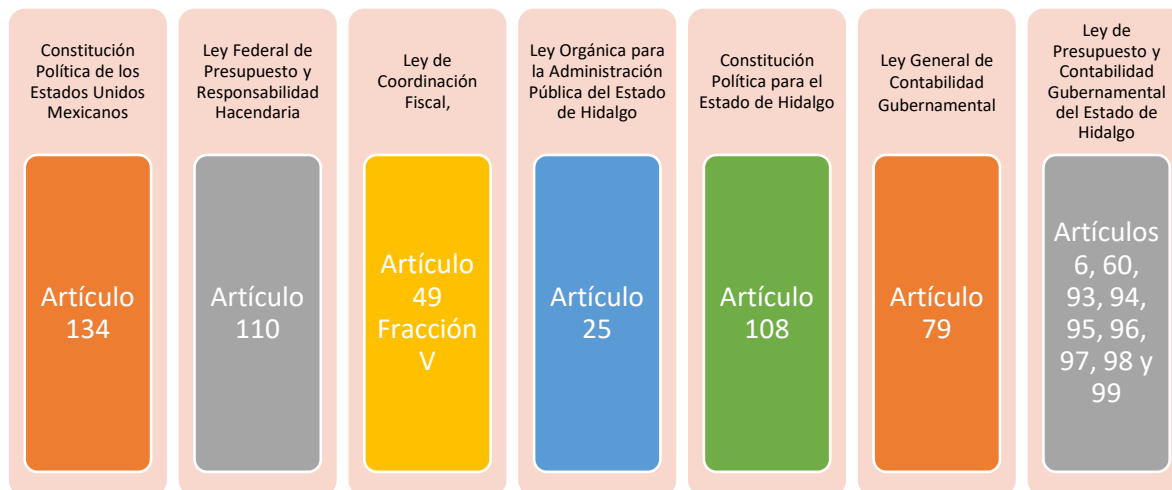 Constitución
Política de los
Estados Unidos
Mexicanos
Artículo
134
Ley Federal de
Presupuesto y
Responsabilidad
Hacendaria
Artículo
110
Ley de
Coordinación
Fiscal,
Artículo
49
Fracción
V
Ley Orgánica para
la Administración
Pública del Estado
de Hidalgo
Artículo
25
Constitución
Política para el
Estado de Hidalgo
Artículo
108
Ley General de
Contabilidad
Gubernamental
Artículo
79
Ley de
Presupuesto y
Contabilidad
Gubernamental
del Estado de
Hidalgo
Artículos
6, 60,
93, 94,
95, 96,
97, 98 y
99